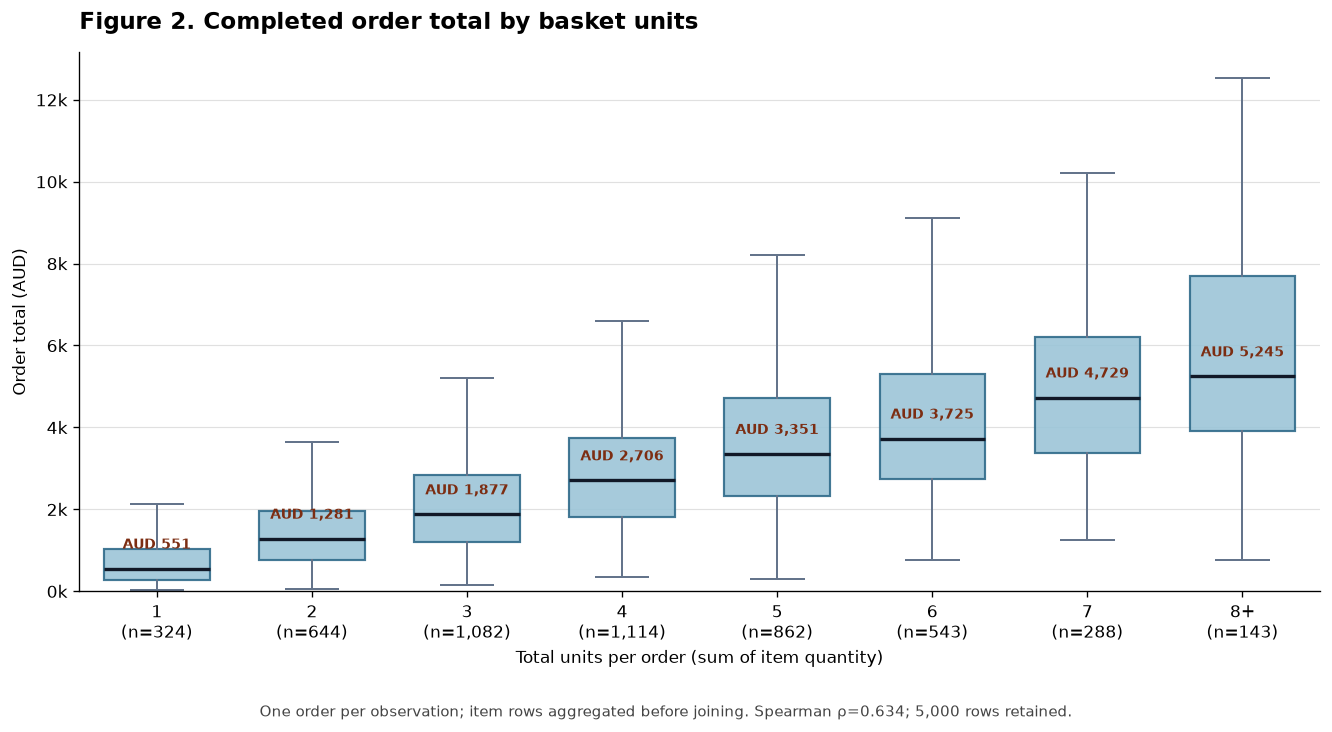 Figure 2. Completed order total by basket units
Order total (AUD)
12k
10k
8k
6k
4k
2k
0k
AUD 551
AUD 1,281
AUD 1,877
AUD 2,706
AUD 3,351
AUD 3,725
AUD 4,729
AUD 5,245
1 2 3 4 5 6 7 8+
(n=324) (n=644) (n=1,082) (n=1,114) (n=862) (n=543) (n=288) (n=143)
Total units per order (sum of item quantity)
One order per observation; item rows aggregated before joining. Spearman ρ=0.634; 5,000 rows retained.